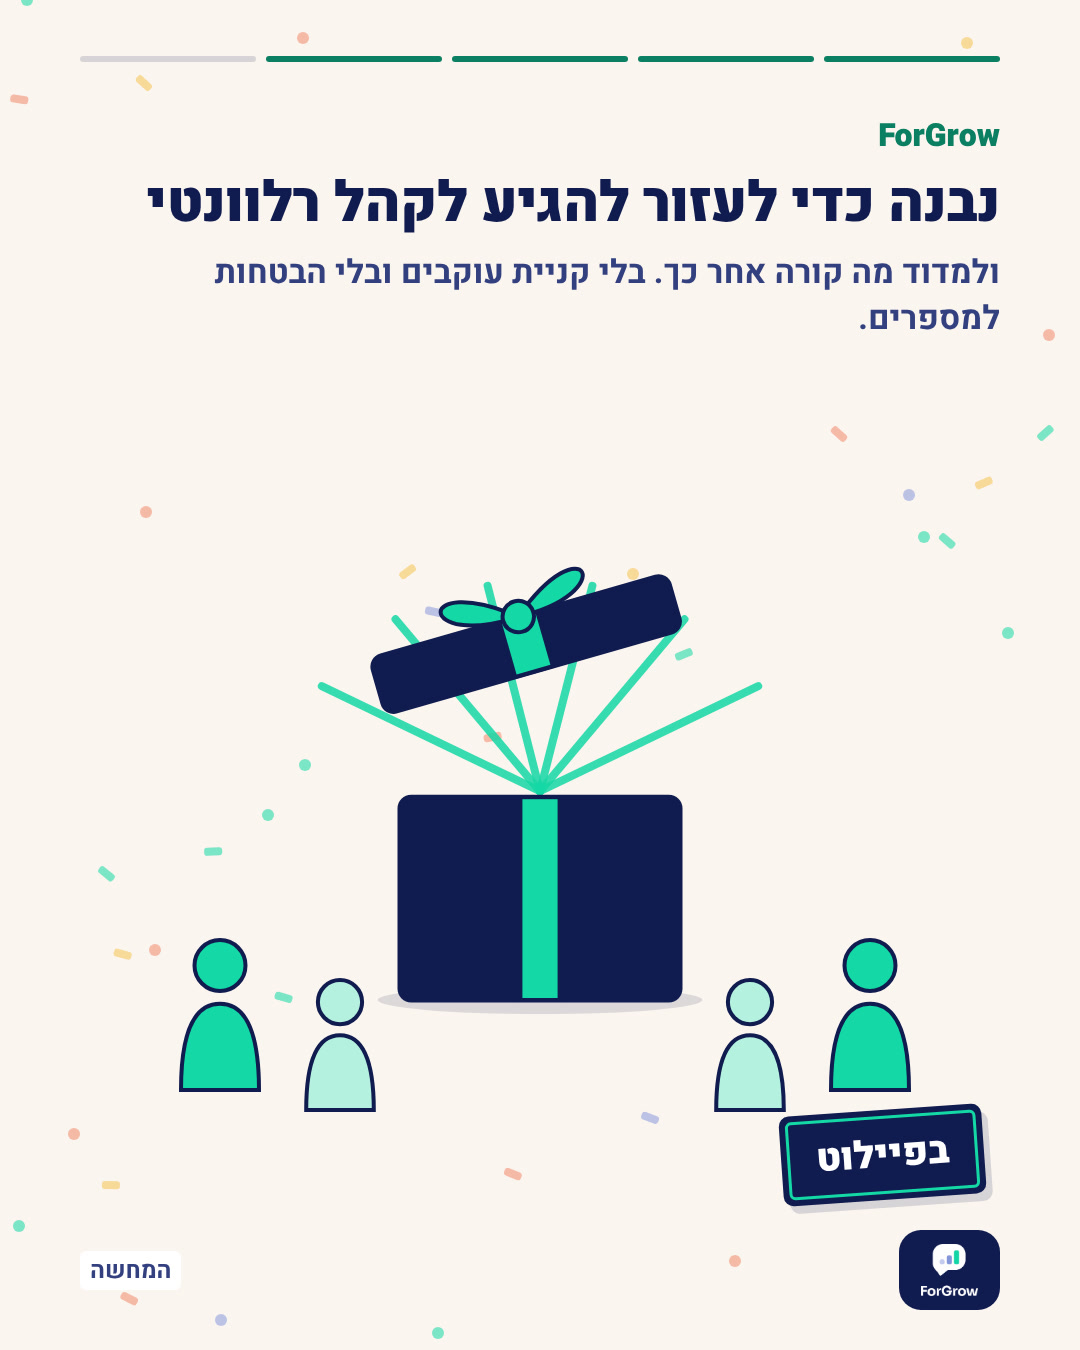 ForGrow
נבנה כדי לעזור להגיע לקהל רלוונטי
ולמדוד מה קורה אחר כך. בלי קניית עוקבים ובלי הבטחות
למספרים.
בפיילוט
המחשה
ForGrow